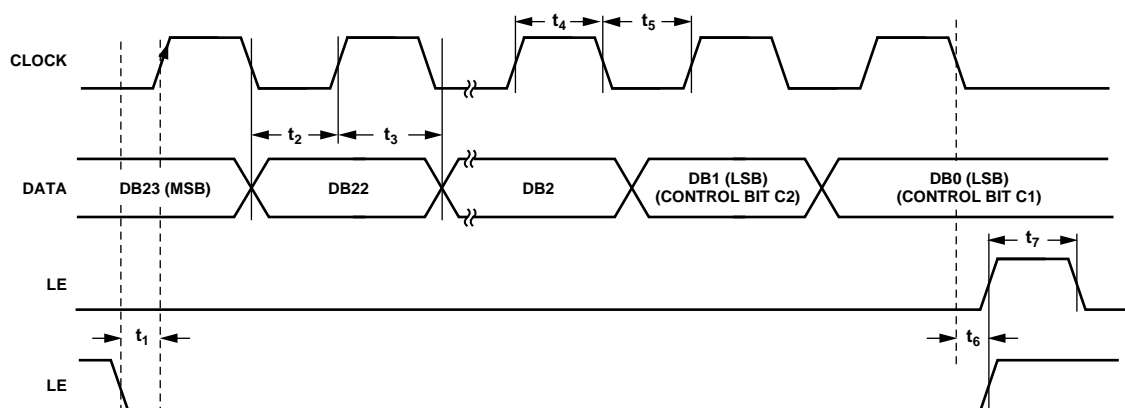 t4
t5
CLOCK
t2
t3
DATA
DB23 (MSB)
DB22
DB2
DB1 (LSB)
(CONTROL BIT C2)
DB0 (LSB)
(CONTROL BIT C1)
t7
LE
t1
t6
LE